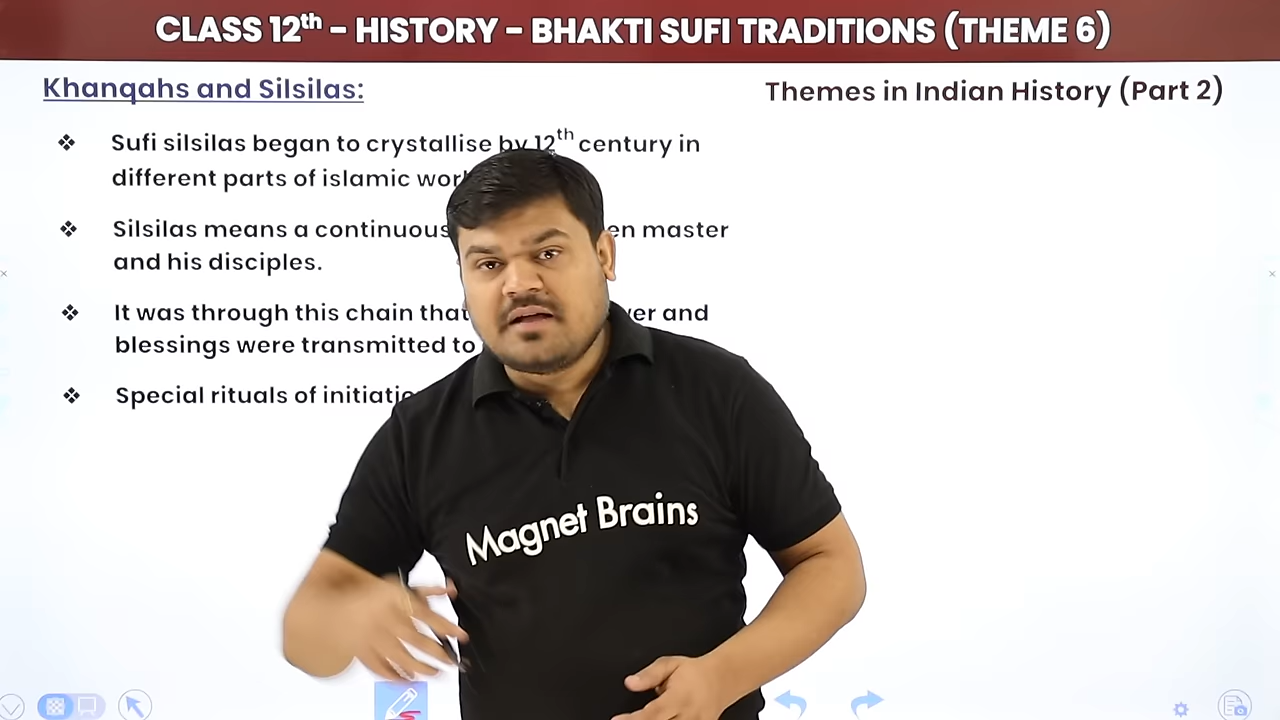 CLASS 12th - HISTORY - BHAKTI SUFI TRADITIONS (THEME 6)
Khanqahs and Silsilas:
Themes in Indian History (Part 2)
❖ Sufi silsilas began to crystallise by 12th century in
different parts of islamic
❖ Silsilas means a continuous master
and his disciples.
❖ It was through this chain that and
blessings were transmitted to
❖ Special rituals of
Magnet Brains